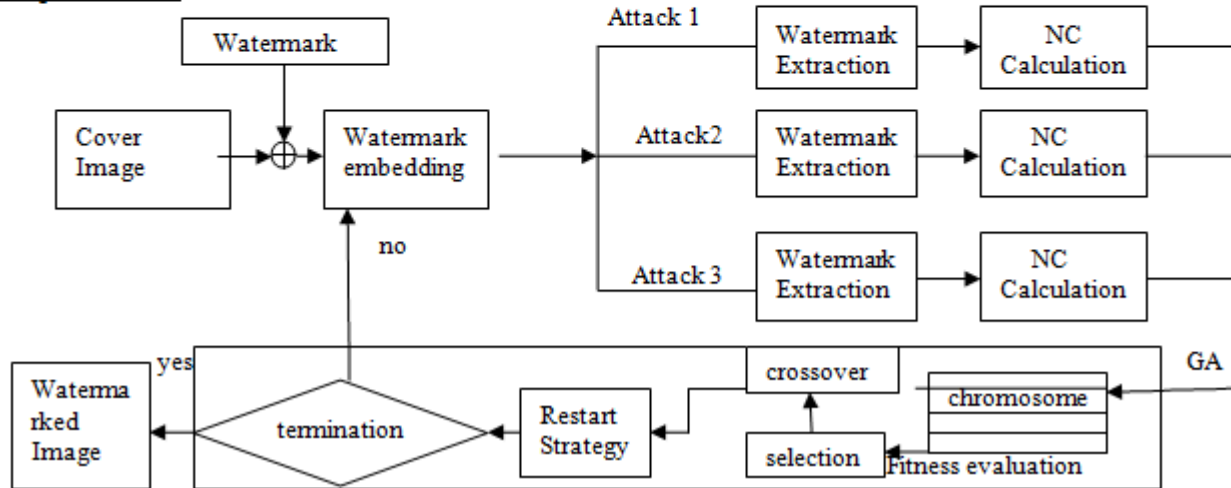 Watermark
Cover
Image
Watermark
embedding
Attack 1
Watermark
Extraction
NC
Calculation
Attack2
Watermark
Extraction
NC
Calculation
Attack 3
Watermark
Extraction
NC
Calculation
no
yes
Waterma
rked
Image
termination
Restart
Strategy
crossover
selection
chromosome
Fitness evaluation
GA